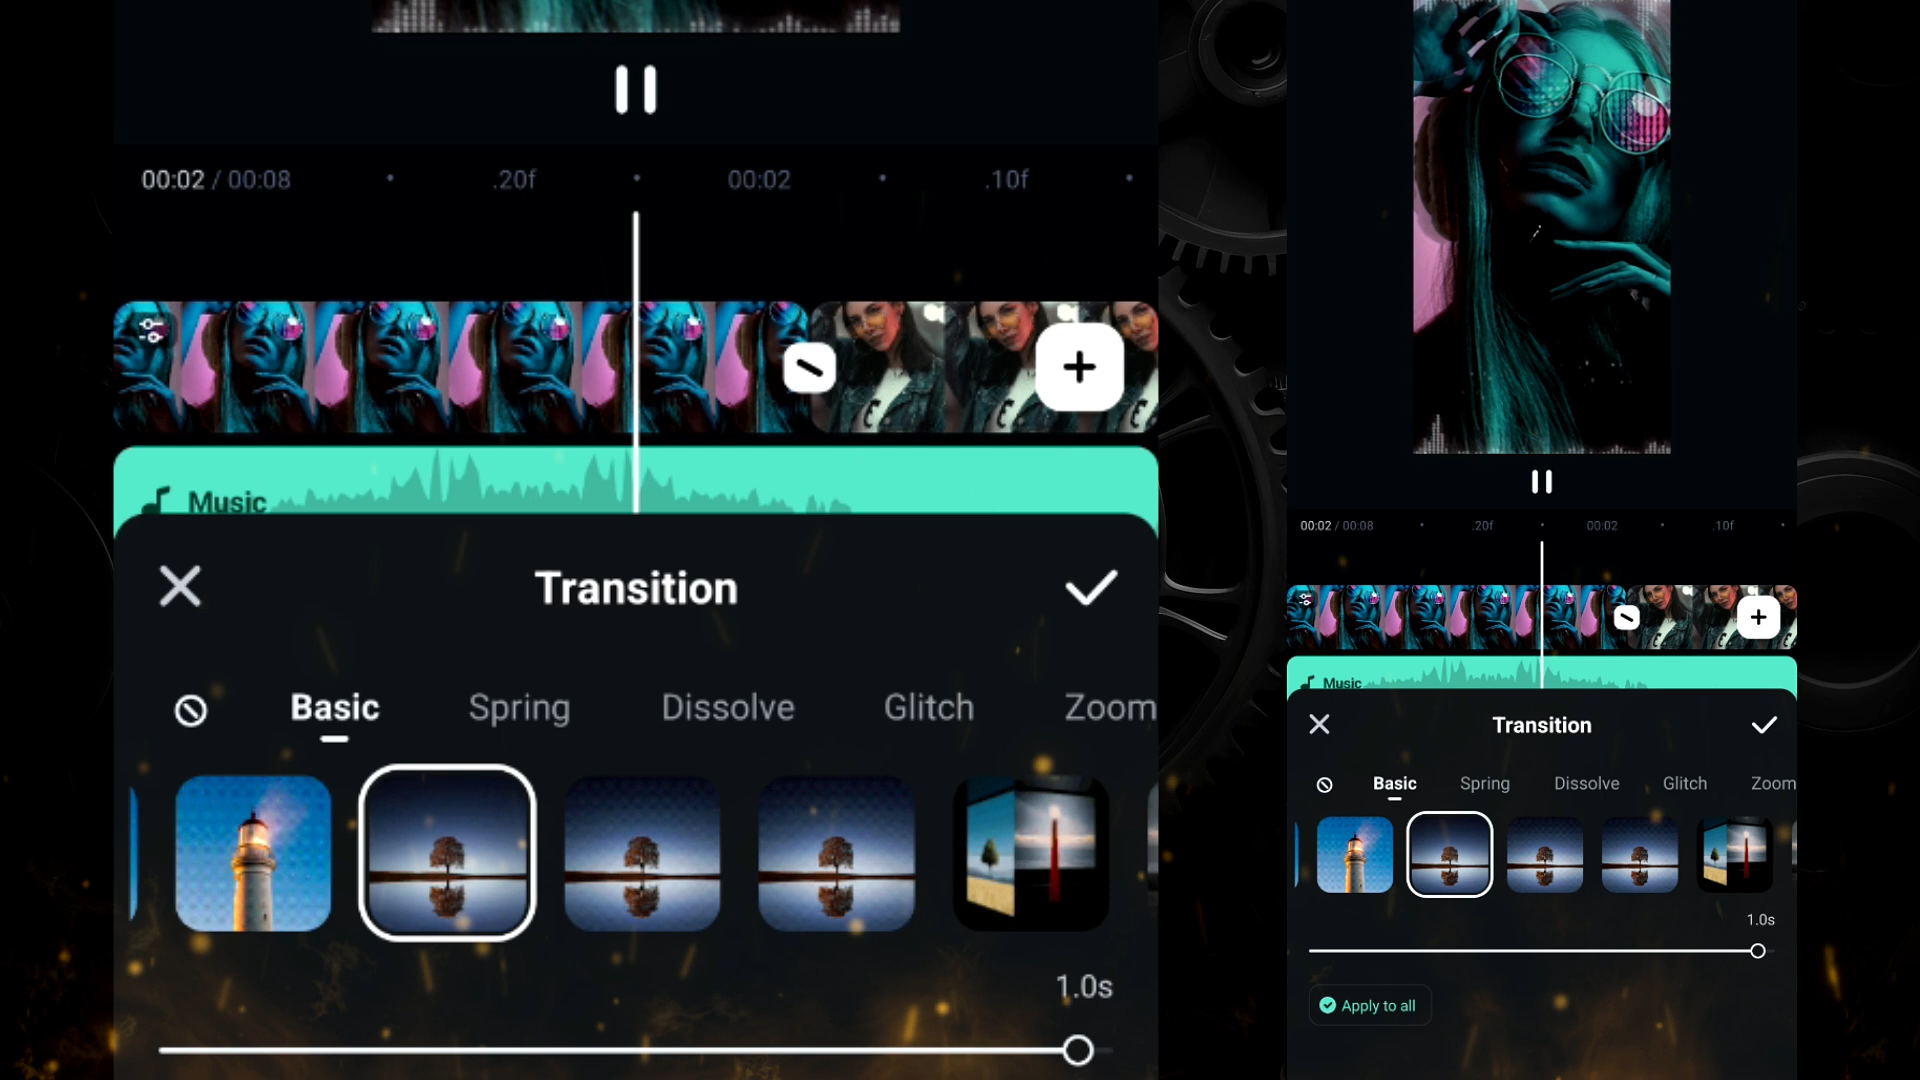 00:02 / 00:08 .20f 00:02 .10f
Music
Transition
Basic Spring Dissolve Glitch Zoom
1.0s
00:02 / 00:08 .20f 00:02 .10f
Music
Transition
Basic Spring Dissolve Glitch Zoom
1.0s
Apply to all